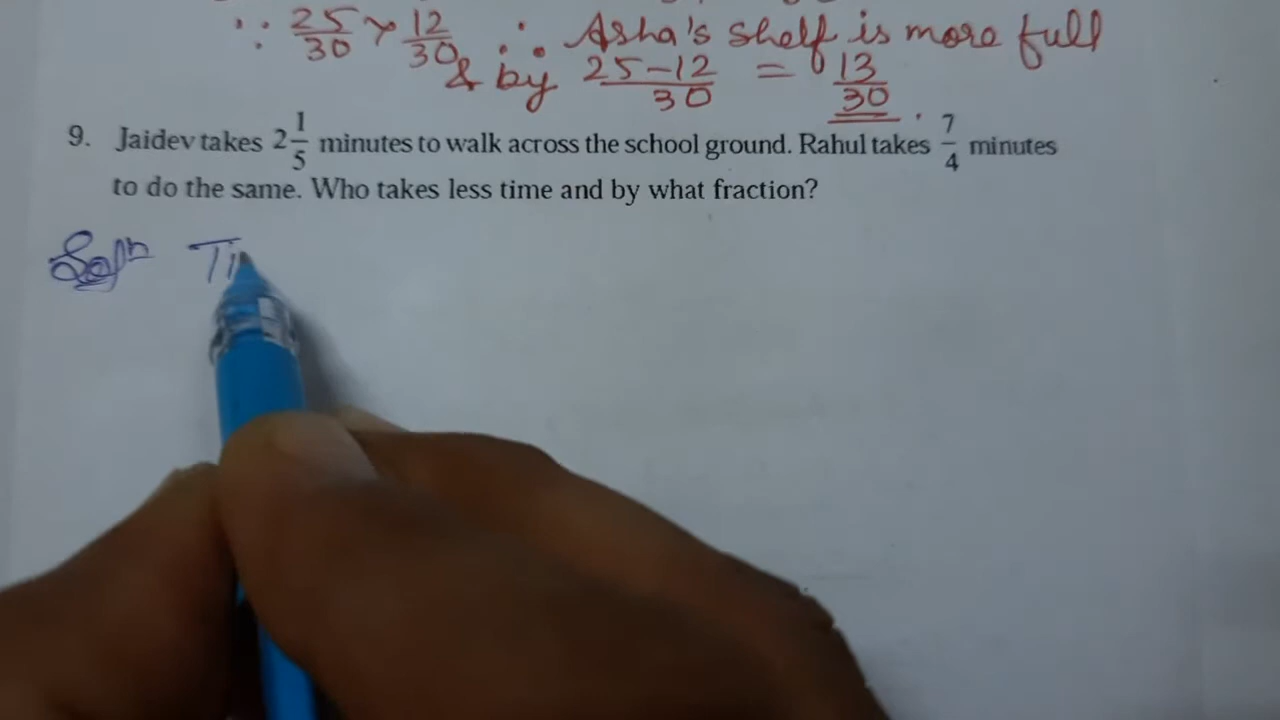 ∵ 25/30 > 12/30 ∴ Asha's shelf is more full
& by 25-12/30 = 13/30.
9. Jaidev takes 2 1/5 minutes to walk across the school ground. Rahul takes 7/4 minutes
to do the same. Who takes less time and by what fraction?
Solⁿ Ti